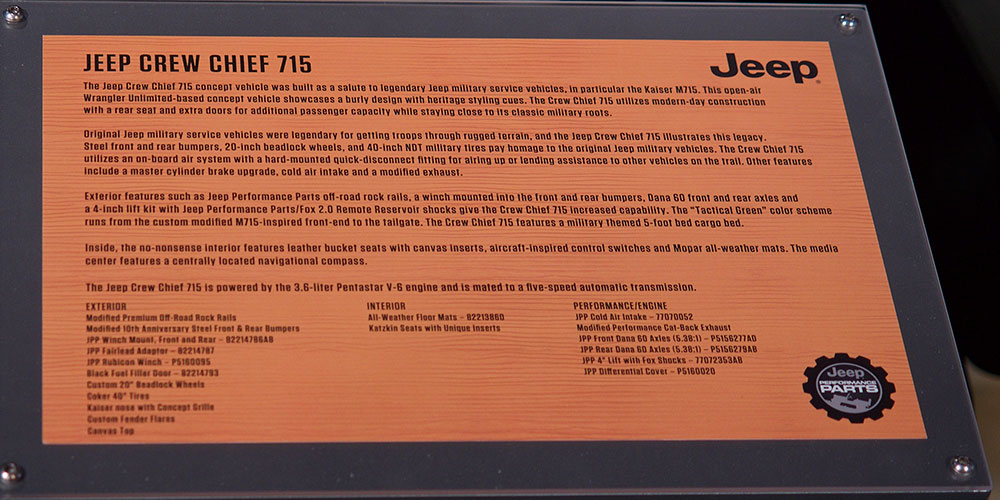 JEEP CREW CHIEF 715
Jeep
The Jeep Crew Chief 715 concept vehicle was built as a salute to legendary Jeep military service vehicles, in particular the Kaiser M715. This open-air
Wrangler Unlimited-based concept vehicle showcases a burly design with heritage styling cues. The Crew Chief 715 utilizes modern-day construction
with a rear seat and extra doors for additional passenger capacity while staying close to its classic military roots.
Original Jeep military service vehicles were legendary for getting troops through rugged terrain, and the Jeep Crew Chief 715 illustrates this legacy.
Steel front and rear bumpers, 20-inch beadlock wheels, and 40-inch NDT military tires pay homage to the original Jeep military vehicles. The Crew Chief 715
utilizes an on-board air system with a hard-mounted quick-disconnect fitting for airing up or lending assistance to other vehicles on the trail. Other features
include a master cylinder brake upgrade, cold air intake and a modified exhaust.
Exterior features such as Jeep Performance Parts off-road rock rails, a winch mounted into the front and rear bumpers, Dana 60 front and rear axles and
a 4-inch lift kit with Jeep Performance Parts/Fox 2.0 Remote Reservoir shocks give the Crew Chief 715 increased capability. The “Tactical Green” color scheme
runs from the custom modified M715-inspired front-end to the tailgate. The Crew Chief 715 features a military themed 5-foot bed cargo bed.
Inside, the no-nonsense interior features leather bucket seats with canvas inserts, aircraft-inspired control switches and Mopar all-weather mats. The media
center features a centrally located navigational compass.
The Jeep Crew Chief 715 is powered by the 3.6-liter Pentastar V-6 engine and is mated to a five-speed automatic transmission.
EXTERIOR
Modified Premium Off-Road Rock Rails
Modified 10th Anniversary Steel Front & Rear Bumpers
JPP Winch Mount, Front and Rear – 82214786AB
JPP Fairlead Adaptor – 82214787
JPP Rubicon Winch – P5160095
Black Fuel Filler Door – 82214793
Custom 20" Beadlock Wheels
Coker 40" Tires
Kaiser nose with Concept Grille
Custom Fender Flares
Canvas Top
INTERIOR
All-Weather Floor Mats – 82213860
Katzkin Seats with Unique Inserts
PERFORMANCE/ENGINE
JPP Cold Air Intake – 77070052
Modified Performance Cat-Back Exhaust
JPP Front Dana 60 Axles (5.38:1) – P5156277AD
JPP Rear Dana 60 Axles (5.38:1) – P5156279AB
JPP 4" Lift with Fox Shocks – 77072353AB
JPP Differential Cover – P5160020
Jeep
PERFORMANCE
PARTS